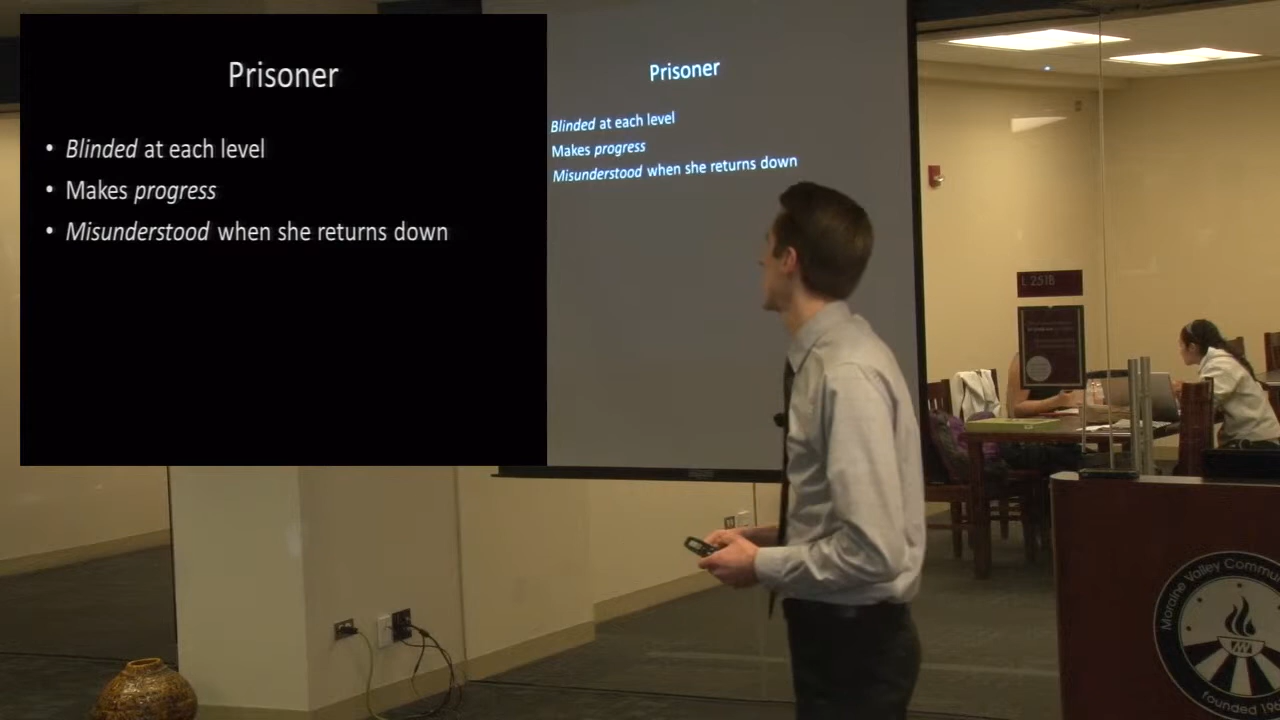 Prisoner
• Blinded at each level
• Makes progress
• Misunderstood when she returns down
Prisoner
Blinded at each level
Makes progress
Misunderstood when she returns down
L 251B
Moraine Valley Commu
founded 196